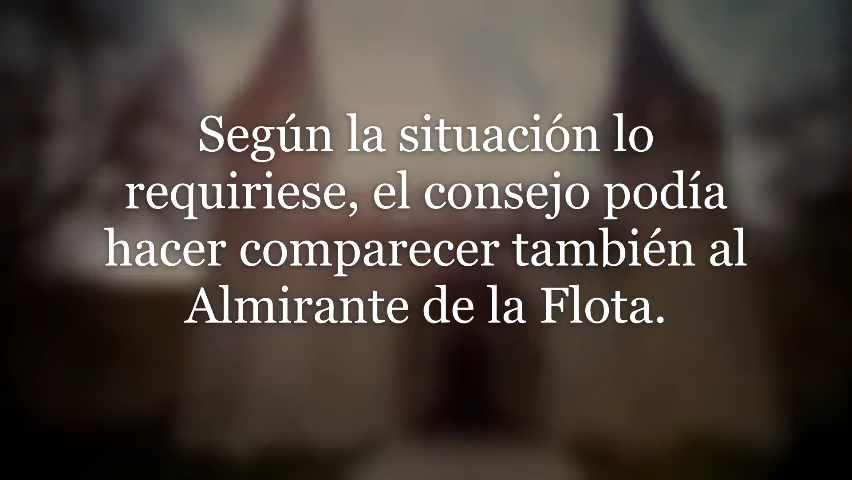 Según la situación lo
requiriese, el consejo podía
hacer comparecer también al
Almirante de la Flota.